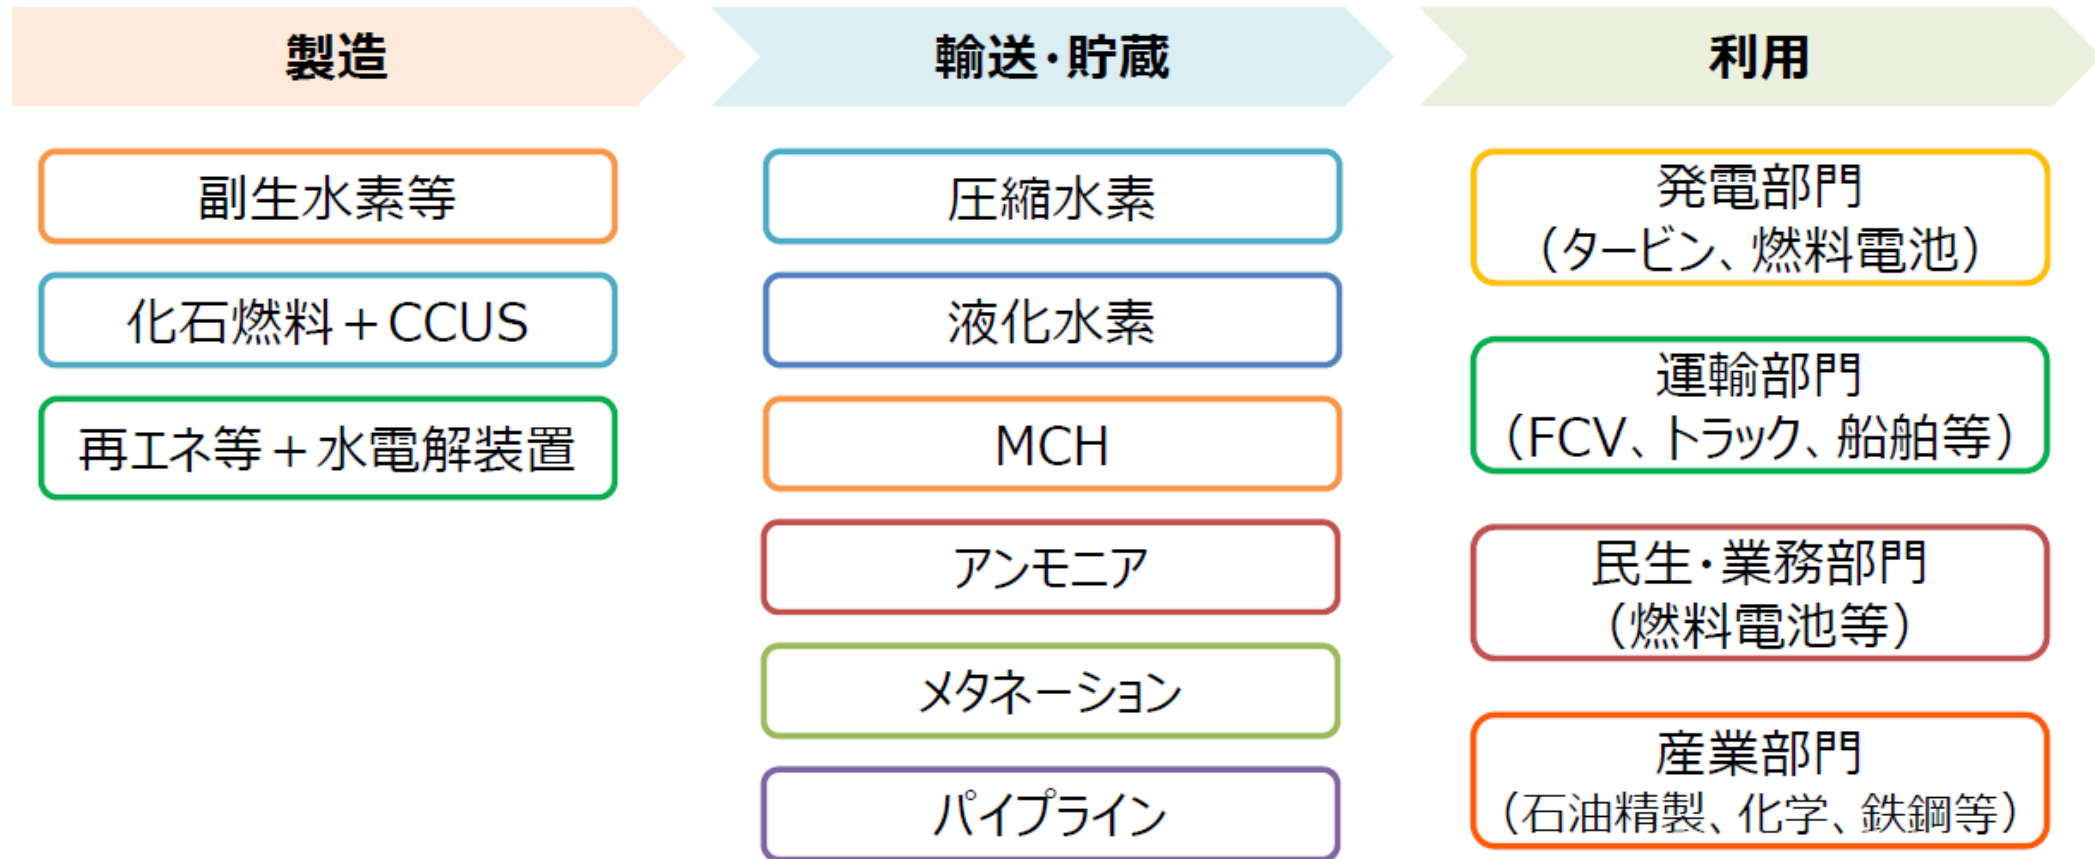 製造
副生水素等
化石燃料+CCUS
再エネ等+水電解装置
輸送・貯蔵
圧縮水素
液化水素
MCH
アンモニア
メタネーション
パイプライン
利用
発電部門
(タービン、燃料電池)
運輸部門
(FCV、トラック、船舶等)
民生・業務部門
(燃料電池等)
産業部門
(石油精製、化学、鉄鋼等)